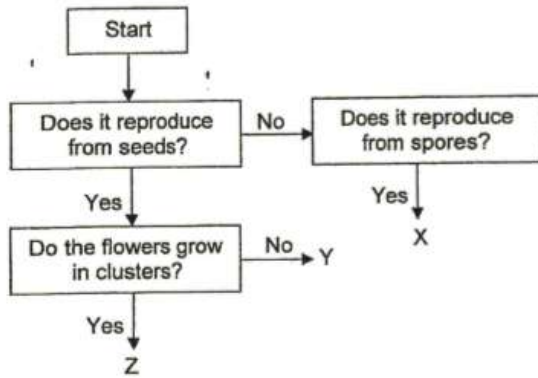 Start
Does it reproduce
from seeds?
No
Does it reproduce
from spores?
Yes
Yes
X
Do the flowers grow
in clusters?
No
Y
Yes
Z